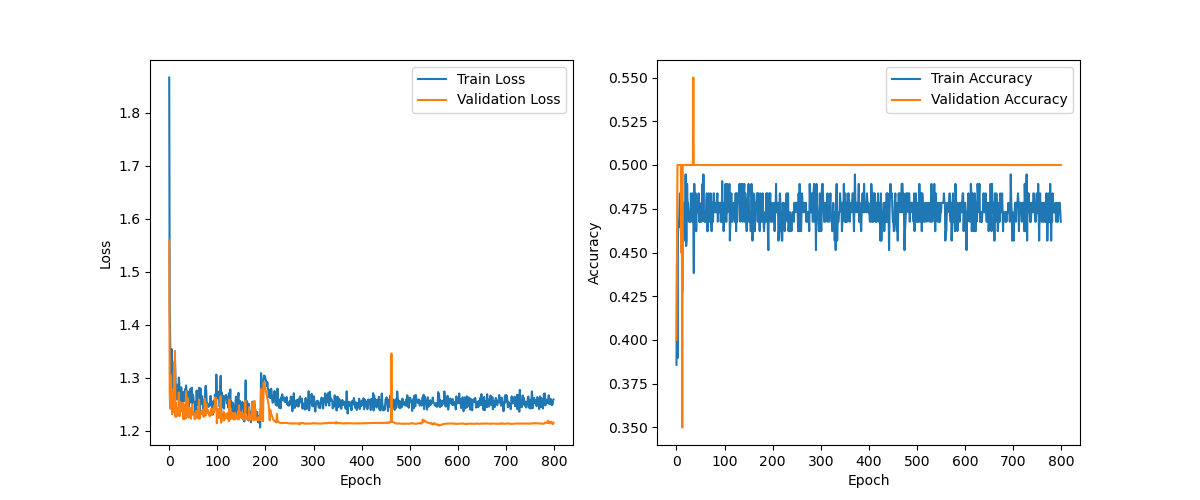 Train Loss
Validation Loss
1.8
1.7
1.6
1.5
1.4
1.3
1.2
Loss
0 100 200 300 400 500 600 700 800
Epoch
Train Accuracy
Validation Accuracy
0.550
0.525
0.500
0.475
0.450
0.425
0.400
0.375
0.350
Accuracy
0 100 200 300 400 500 600 700 800
Epoch